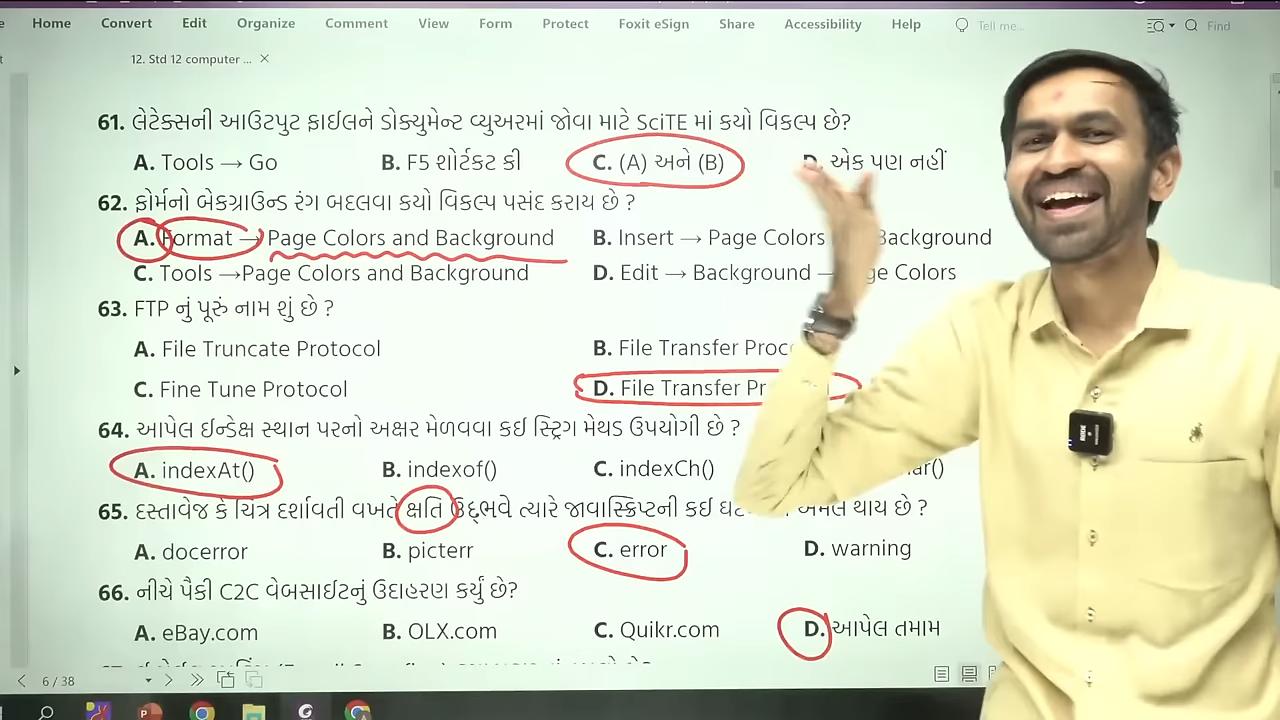 Home Convert Edit Organize Comment View Form Protect Foxit eSign Share Accessibility Help Tell me... Find
12. Std 12 computer ...
61. લેટેક્સની આઉટપુટ ફાઈલને ડોક્યુમેન્ટ વ્યુઅરમાં જોવા માટે SciTE માં કયો વિકલ્પ છે?
A. Tools → Go B. F5 શોર્ટકટ કી C. (A) અને (B) D. એક પણ નહીં
62. ફોર્મનો બેકગ્રાઉન્ડ રંગ બદલવા કયો વિકલ્પ પસંદ કરાય છે ?
A. Format → Page Colors and Background B. Insert → Page Colors Background
C. Tools →Page Colors and Background D. Edit → Background Colors
63. FTP નું પૂરું નામ શું છે ?
A. File Truncate Protocol B. File Transfer
C. Fine Tune Protocol D. File Transfer
64. આપેલ ઈન્ડેક્ષ સ્થાન પરનો અક્ષર મેળવવા કઈ સ્ટ્રિગ મેથડ ઉપયોગી છે ?
A. indexAt() B. indexof() C. indexCh()
65. દસ્તાવેજ કે ચિત્ર દર્શાવતી વખતે ક્ષતિ ઉદ્ભવે ત્યારે જાવાસ્ક્રિપ્ટની કઈ થાય છે ?
A. docerror B. picterr C. error D. warning
66. નીચે પૈકી C2C વેબસાઈટનું ઉદાહરણ કર્યું છે?
A. eBay.com B. OLX.com C. Quikr.com D. આપેલ તમામ
6 / 38